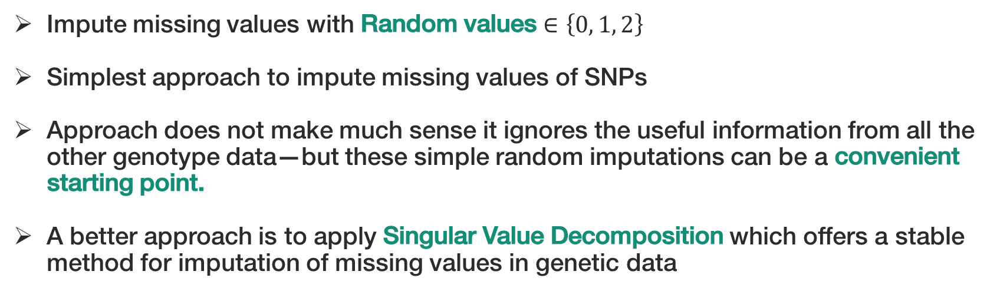 ➢ Impute missing values with Random values ∈ {0, 1, 2}
➢ Simplest approach to impute missing values of SNPs
➢ Approach does not make much sense it ignores the useful information from all the
other genotype data—but these simple random imputations can be a convenient
starting point.
➢ A better approach is to apply Singular Value Decomposition which offers a stable
method for imputation of missing values in genetic data